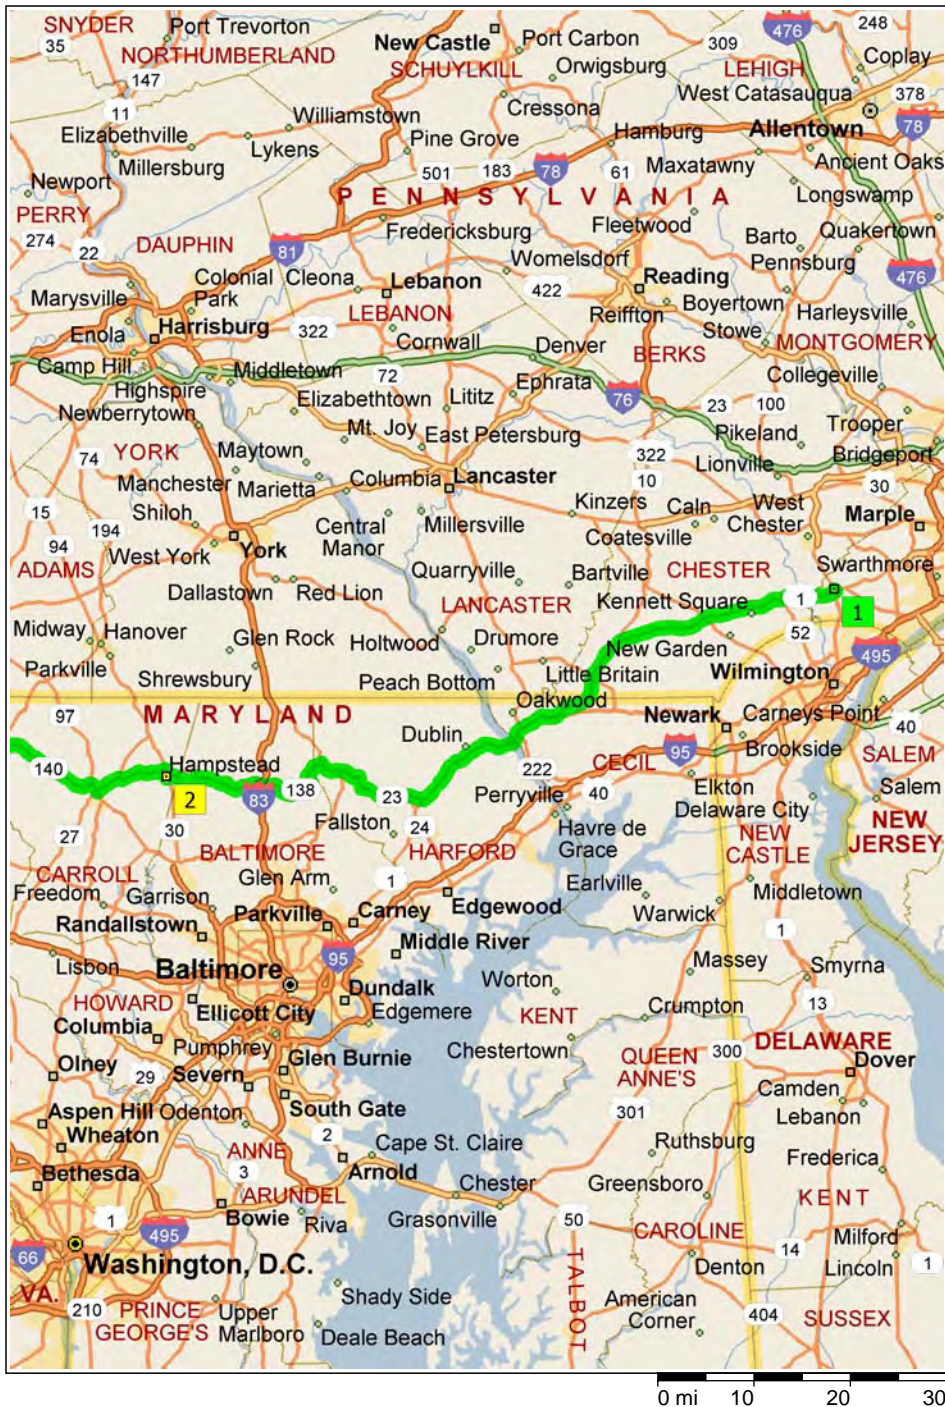 SNYDER
Port Trevorton
35
NORTHUMBERLAND
New Castle
Port Carbon
476
248
309
Coplay
SCHUYLKILL
Orwigsburg
LEHIGH
147
West Catasauqua
378
11
Williamstown
Cressona
Allentown
78
Elizabethville
Pine Grove
Hamburg
Lykens
Millersburg
501
183
78
61
Maxatawny
Ancient Oaks
Newport
PENNSYLVANIA
Longswamp
PERRY
Fleetwood
274
22
DAUPHIN
81
Fredericksburg
Barto
Quakertown
Womelsdorf
Pennsburg
476
Colonial
Park
Cleona
Lebanon
Reading
Marysville
422
Boyertown
Enola
Harrisburg
322
LEBANON
Reiffton
Stowe
Harleysville
Cornwall
Denver
BERKS
MONTGOMERY
Camp Hill
Middletown
72
Collegeville
Highspire
Ephrata
76
Newberrytown
Elizabethtown
Lititz
23
100
Mt. Joy
East Petersburg
Pikeland
Trooper
74
YORK
Maytown
322
Lionville
Bridgeport
Manchester
Marietta
Columbia
Lancaster
10
30
15
Shiloh
Central
Manor
Millersville
Kinzers
Caln
West
Chester
Marple
194
94
West York
York
Coatesville
ADAMS
Quarryville
Bartville
CHESTER
Swarthmore
Dallastown
Red Lion
LANCASTER
Kennett Square
1
1
Midway
Hanover
Glen Rock
Holtwood
Drumore
New Garden
52
495
Parkville
Shrewsbury
Peach Bottom
Little Britain
Wilmington
97
MARYLAND
Oakwood
Newark
Carneys Point
40
Dublin
Brookside
SALEM
140
Hampstead
CECIL
95
2
83
138
23
222
Perryville
40
Elkton
Salem
Delaware City
27
30
Fallston
24
Havre de
Grace
NEW
CASTLE
NEW
JERSEY
CARROLL
BALTIMORE
HARFORD
Freedom
Garrison
Glen Arm
1
Edgewood
Earlville
Middletown
Randallstown
Parkville
Carney
Warwick
1
Middle River
Lisbon
Baltimore
95
Worton
Massey
Smyrna
HOWARD
Dundalk
13
Columbia
Ellicott City
Edgemere
KENT
Crumpton
Pumphrey
Chestertown
DELAWARE
Olney
Glen Burnie
QUEEN
ANNE'S
300
Dover
29
Severn
Camden
Aspen Hill
Odenton
South Gate
301
Lebanon
Wheaton
2
ANNE
Cape St. Claire
Ruthsburg
Bethesda
3
Arnold
Frederica
ARUNDEL
Chester
Greensboro
KENT
1
495
Bowie
Riva
Grasonville
50
CAROLINE
Milford
66
14
Washington, D.C.
Denton
Lincoln
1
VA.
Shady Side
TALBOT
American
Corner
210
PRINCE
GEORGE'S
Upper
Marlboro
404
SUSSEX
Deale Beach
0 mi 10 20 30